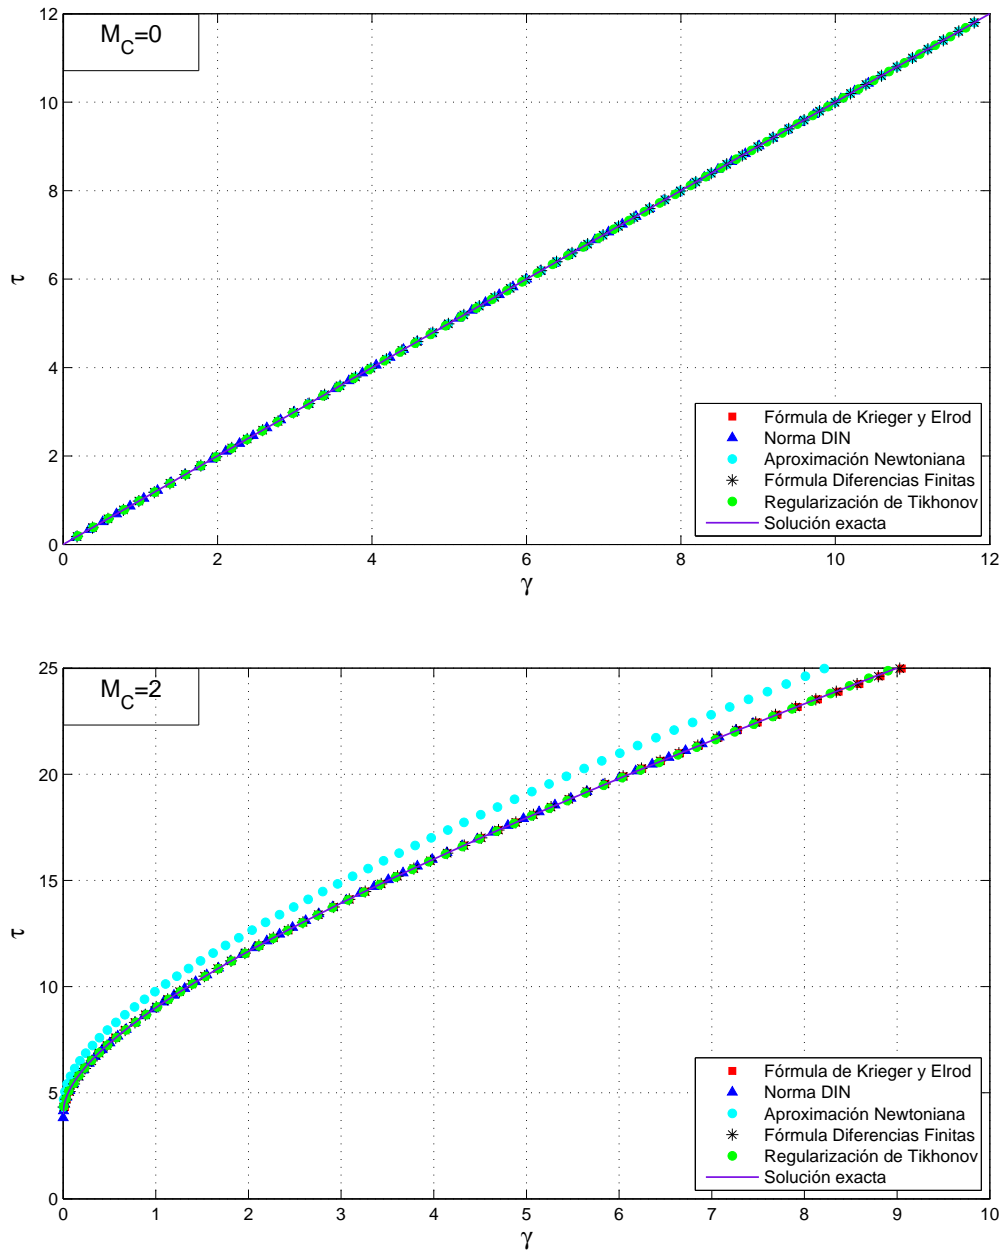 M_C=0
12
10
8
6
4
2
0
τ
0 2 4 6 8 10 12
γ
Fórmula de Krieger y Elrod
Norma DIN
Aproximación Newtoniana
Fórmula Diferencias Finitas
Regularización de Tikhonov
Solución exacta
M_C=2
25
20
15
10
5
0
τ
0 1 2 3 4 5 6 7 8 9 10
γ
Fórmula de Krieger y Elrod
Norma DIN
Aproximación Newtoniana
Fórmula Diferencias Finitas
Regularización de Tikhonov
Solución exacta